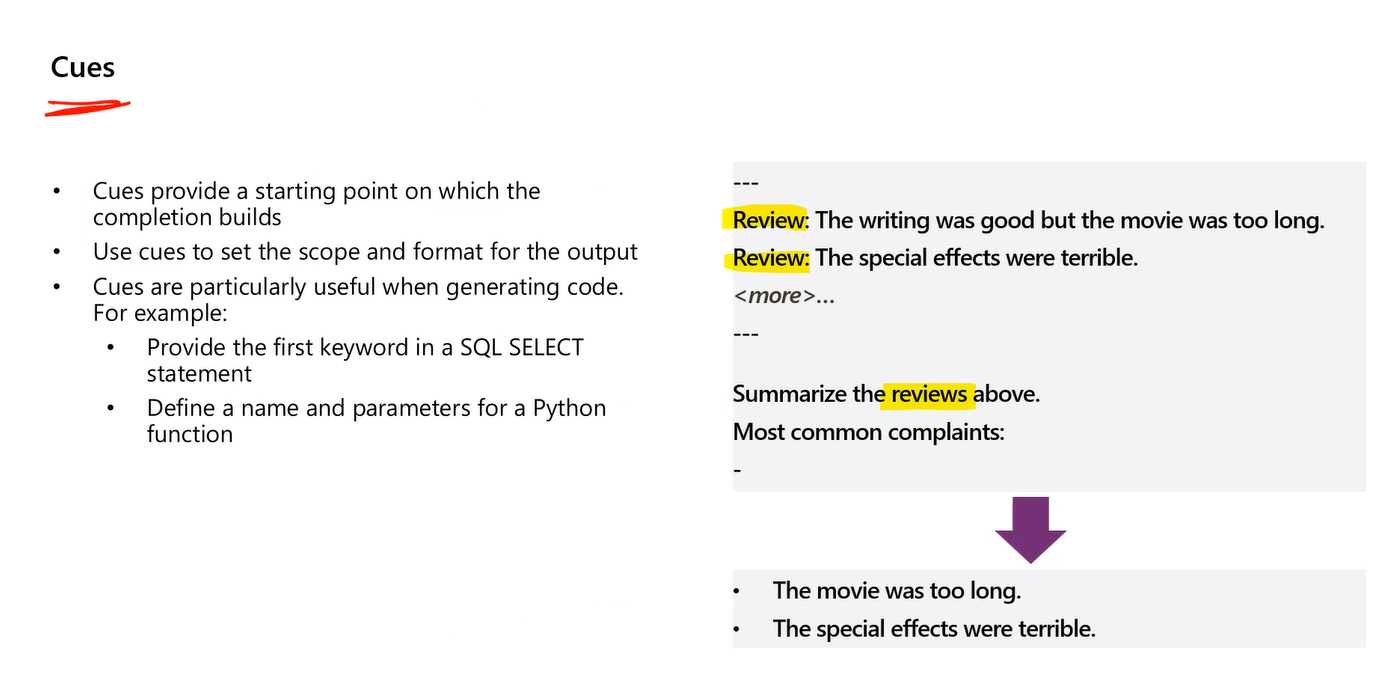 Cues
• Cues provide a starting point on which the
completion builds
• Use cues to set the scope and format for the output
• Cues are particularly useful when generating code.
For example:
• Provide the first keyword in a SQL SELECT
statement
• Define a name and parameters for a Python
function
---
Review: The writing was good but the movie was too long.
Review: The special effects were terrible.
<more>...
---
Summarize the reviews above.
Most common complaints:
-
• The movie was too long.
• The special effects were terrible.